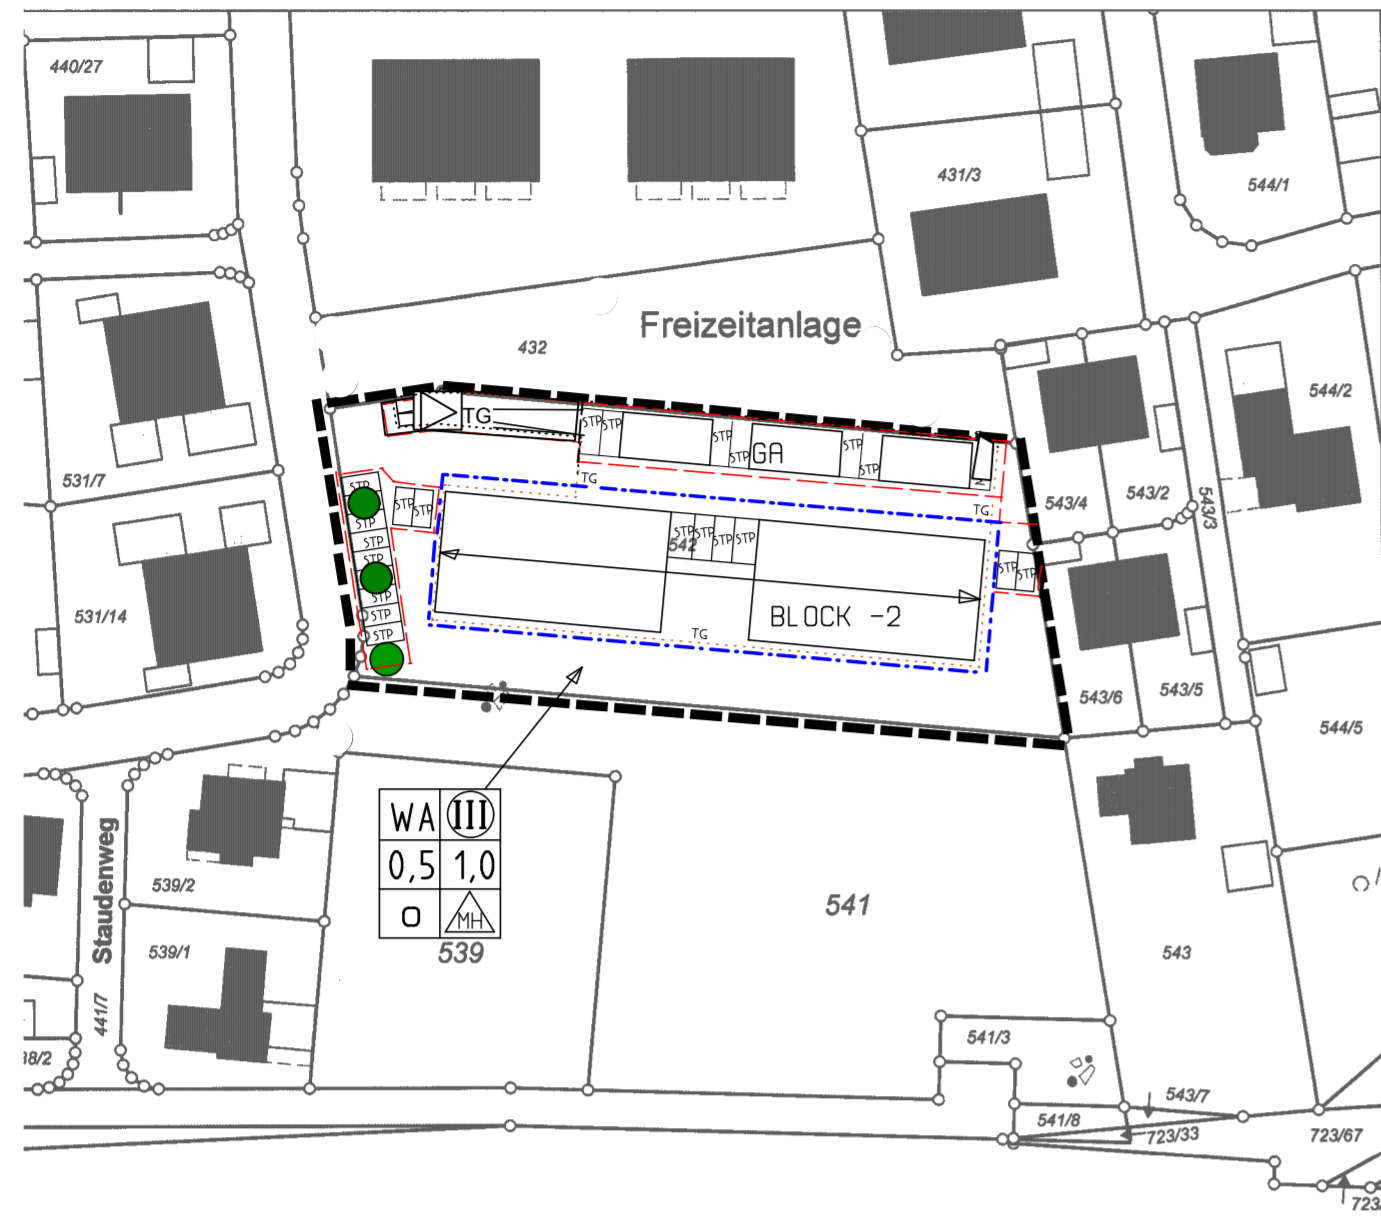 440/27
431/3
544/1
Freizeitanlage
432
544/2
TG
STP
STP
STP
STP
GA
STP
STP
531/7
543/4
543/2
543/3
STP
STP
STP
STP
STP
STP
STP
STP
STP
TG
TG
STP
STP
STP
STP
542
STP
STP
BLOCK -2
TG
531/14
543/6
543/5
544/5
WA III
0,5 1,0
o MH
539
541
543
Staudenweg
539/2
539/1
441/7
38/2
541/3
541/8
543/7
723/33
723/67
723/